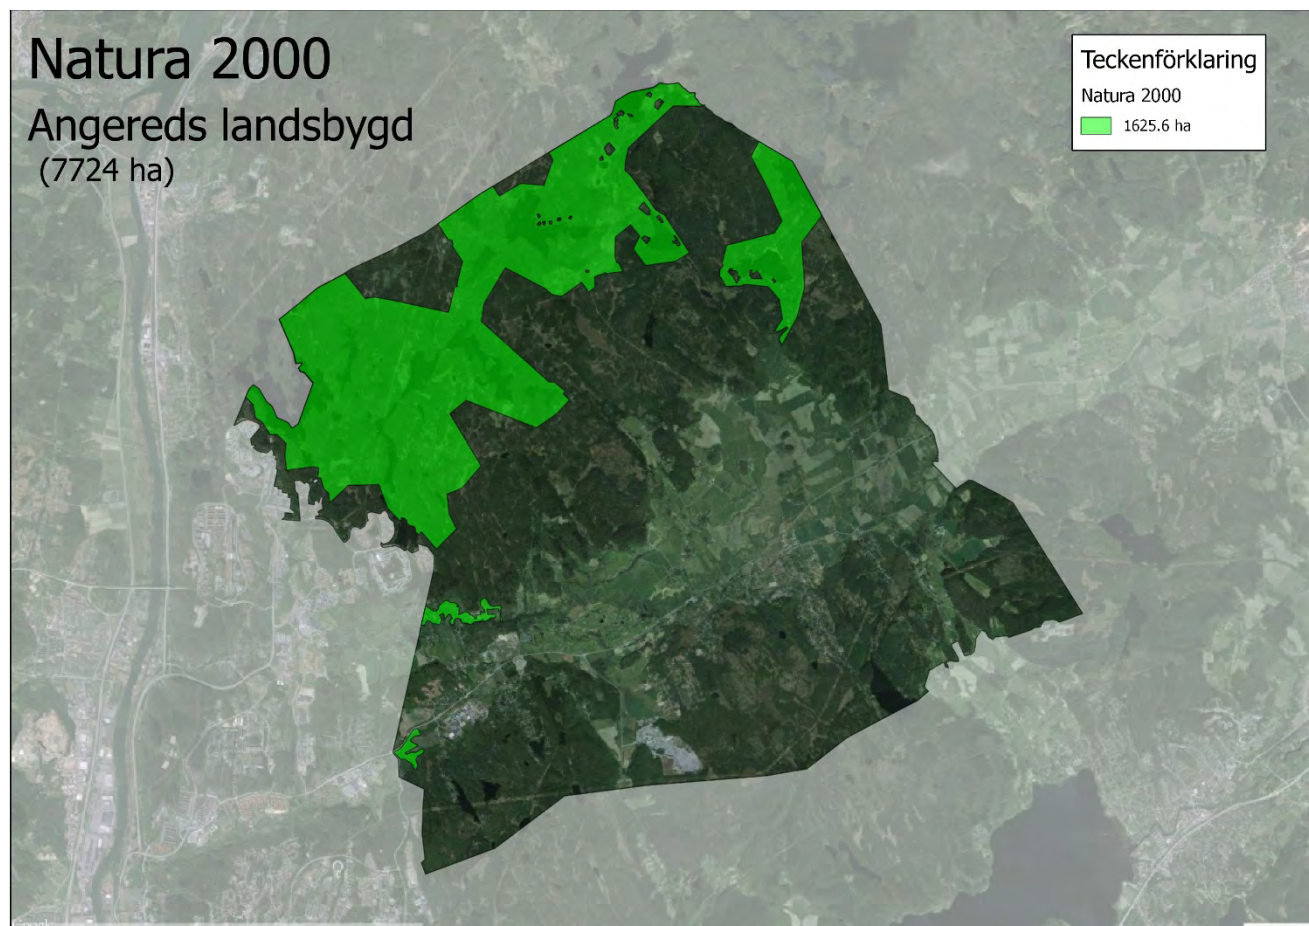 Natura 2000
Angereds landsbygd
(7724 ha)
Teckenförklaring
Natura 2000
1625.6 ha